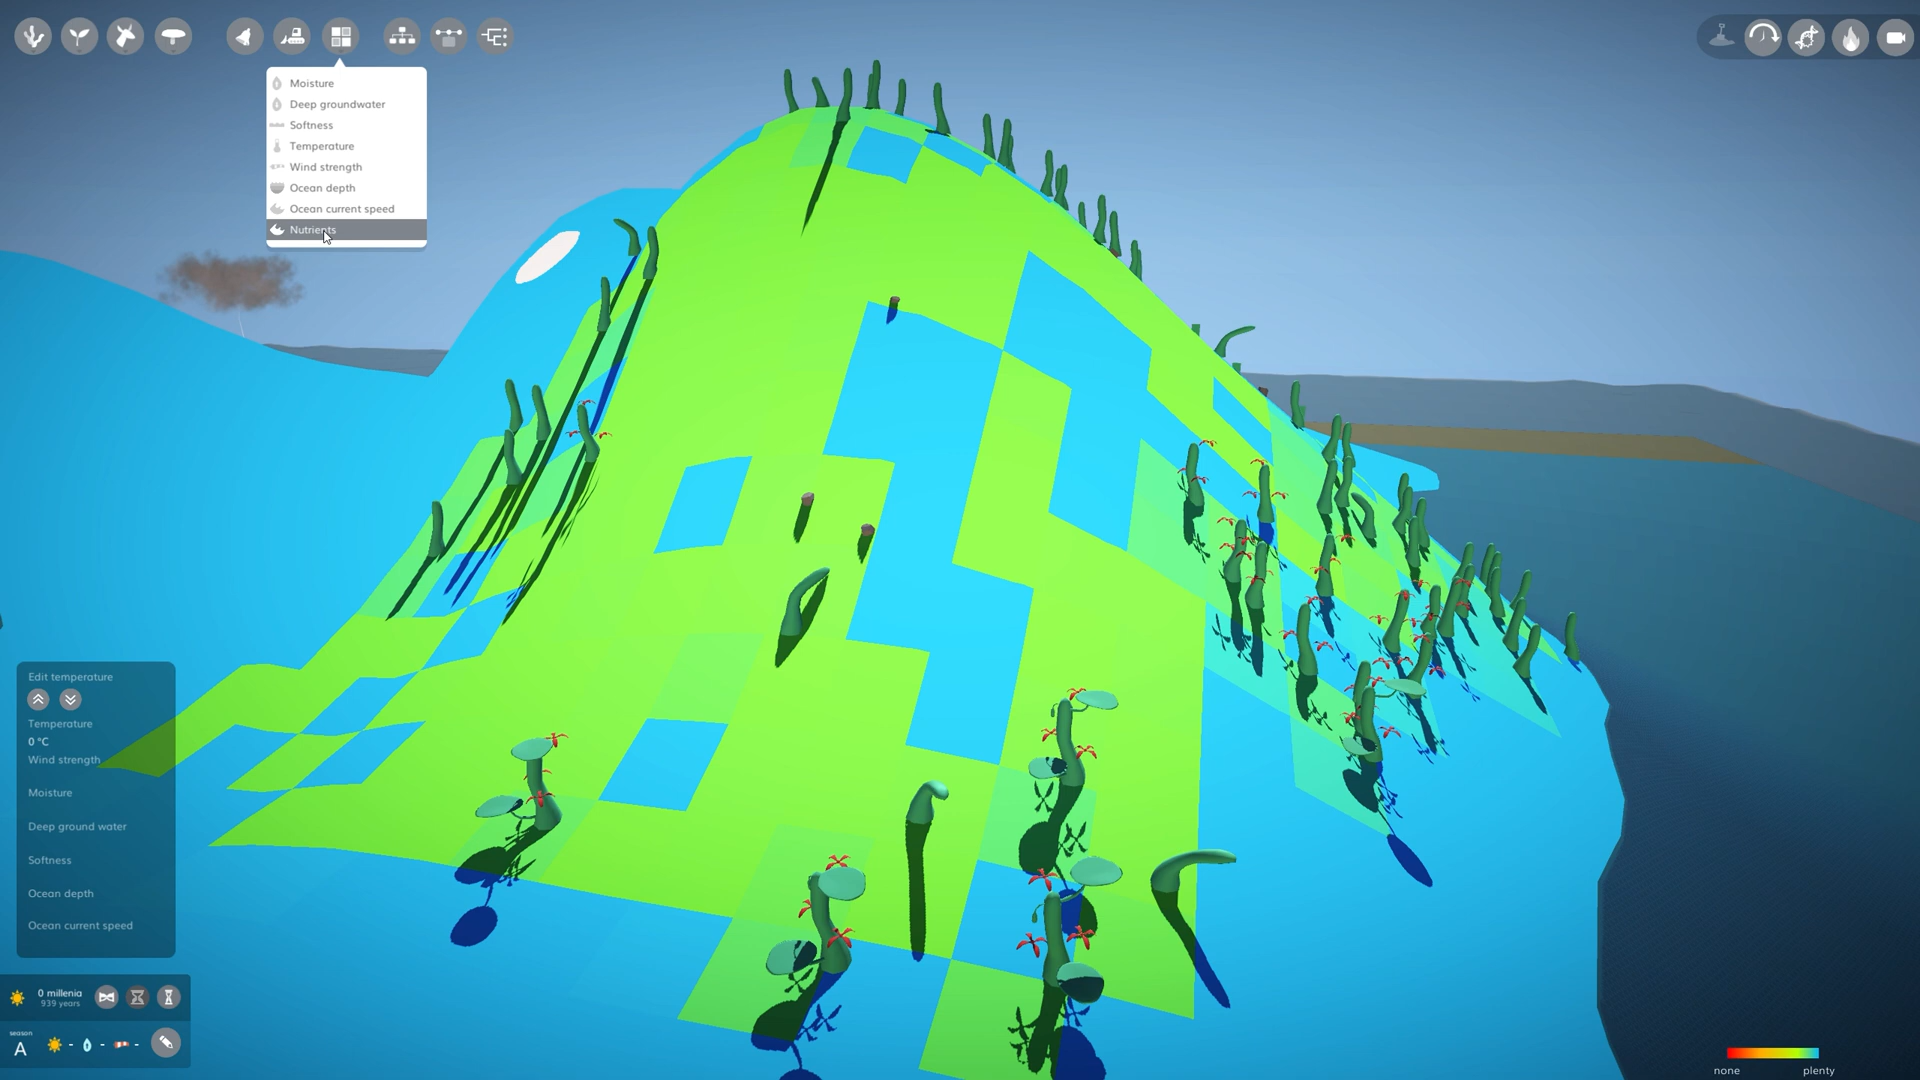 Moisture
Deep groundwater
Softness
Temperature
Wind strength
Ocean depth
Ocean current speed
Nutrients
Edit temperature
Temperature
0 °C
Wind strength
Moisture
Deep ground water
Softness
Ocean depth
Ocean current speed
0 millenia
939 years
season
A - - -
none plenty